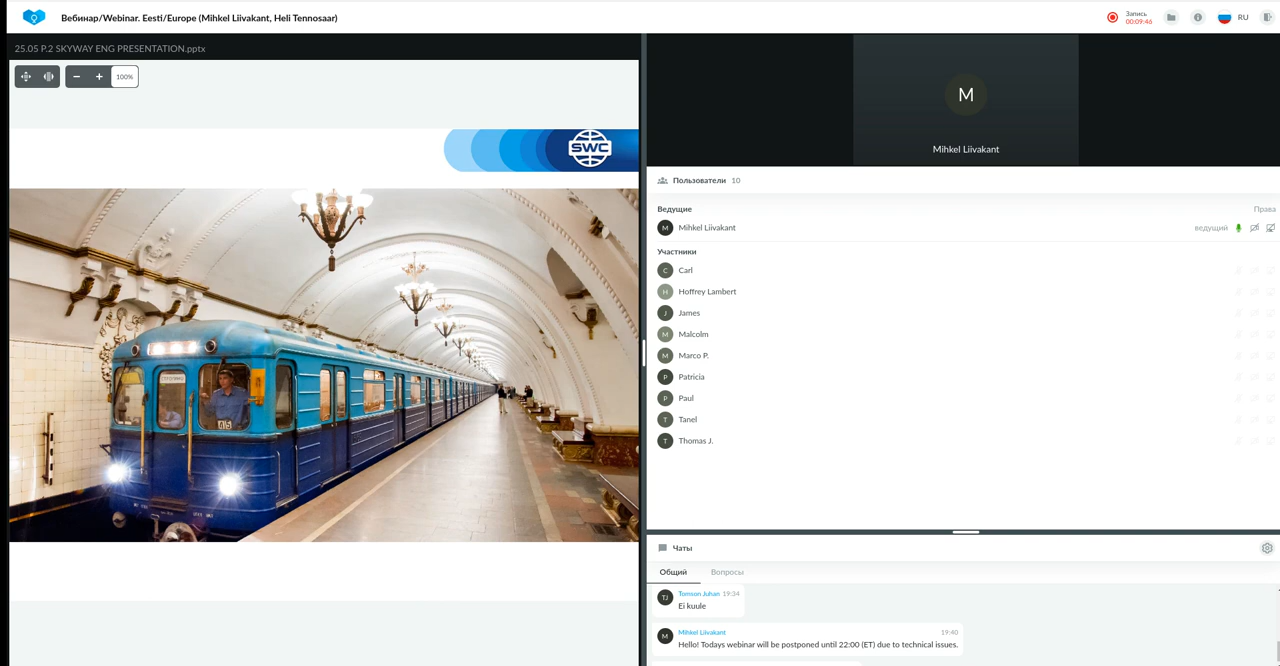 Вебинар/Webinar. Eesti/Europe (Mihkel Liivakant, Heli Tennosaar)
Запись
00:09:46
RU
25.05 P.2 SKYWAY ENG PRESENTATION.pptx
100%
SWC
M
Mihkel Liivakant
Пользователи 10
Ведущие
Права
M Mihkel Liivakant
ведущий
Участники
C Carl
H Hoffrey Lambert
J James
M Malcolm
M Marco P.
P Patricia
P Paul
T Tanel
T Thomas J.
Чаты
Общий Вопросы
TJ Tomson Juhan 19:34
Ei kuule
M Mihkel Liivakant 19:40
Hello! Todays webinar will be postponed until 22:00 (ET) due to technical issues.